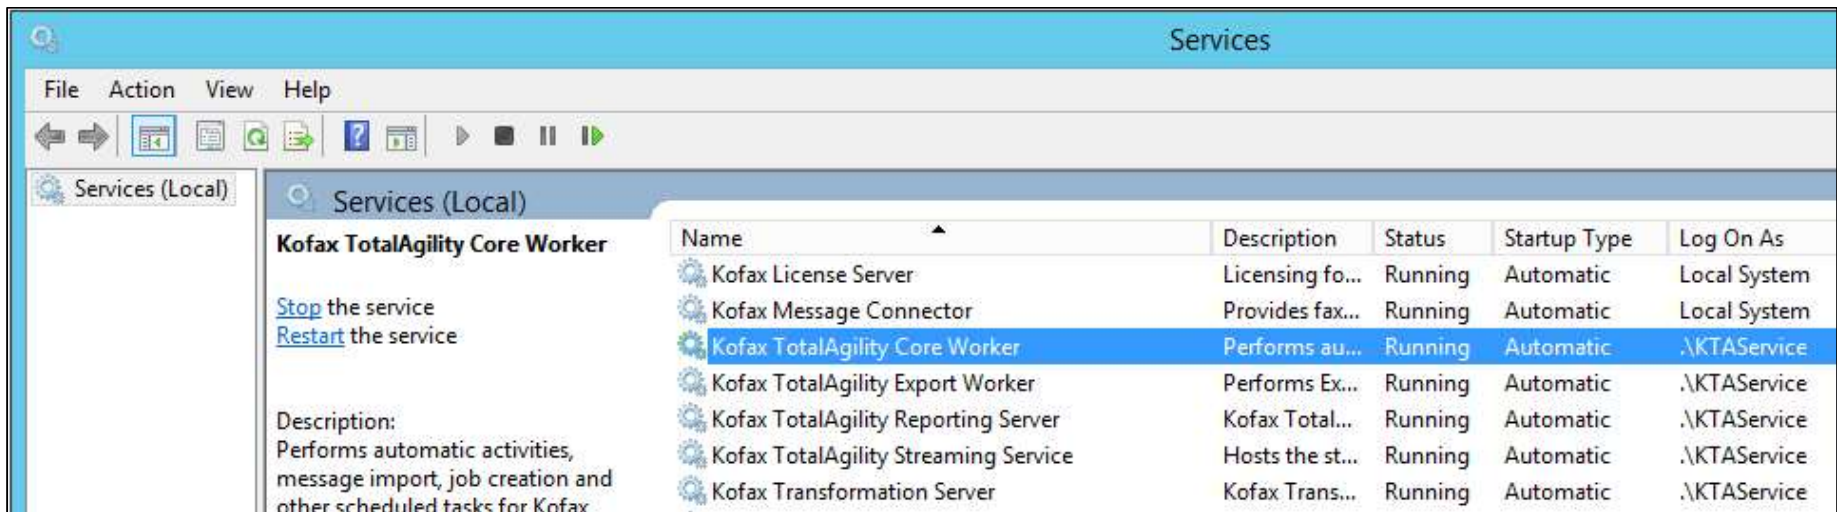 Services
File Action View Help
Services (Local)
Services (Local)
Kofax TotalAgility Core Worker
Stop the service
Restart the service
Description:
Performs automatic activities,
message import, job creation and
other scheduled tasks for Kofax
Name Description Status Startup Type Log On As
Kofax License Server Licensing fo... Running Automatic Local System
Kofax Message Connector Provides fax... Running Automatic Local System
Kofax TotalAgility Core Worker Performs au... Running Automatic .\KTAService
Kofax TotalAgility Export Worker Performs Ex... Running Automatic .\KTAService
Kofax TotalAgility Reporting Server Kofax Total... Running Automatic .\KTAService
Kofax TotalAgility Streaming Service Hosts the st... Running Automatic .\KTAService
Kofax Transformation Server Kofax Trans... Running Automatic .\KTAService